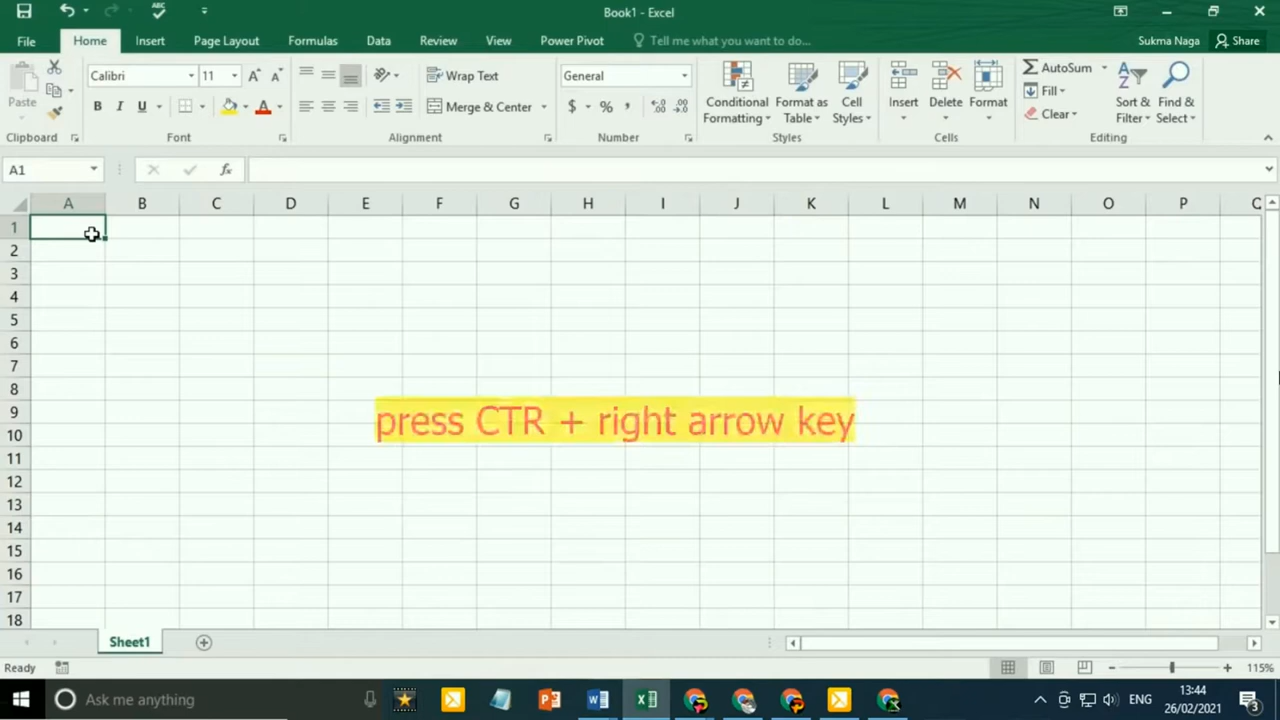 Book1 - Excel
File Home Insert Page Layout Formulas Data Review View Power Pivot Tell me what you want to do... Sukma Naga Share
Calibri 11 Wrap Text General AutoSum
Paste B I U Merge & Center $ % , Conditional Formatting Format as Table Cell Styles Insert Delete Format Fill Clear Sort & Filter Find & Select
Clipboard Font Alignment Number Styles Cells Editing
A1 fx
A B C D E F G H I J K L M N O P
1
2
3
4
5
6
7
8
9
press CTR + right arrow key
10
11
12
13
14
15
16
17
18
Sheet1
Ready 115%
Ask me anything ENG 13:44
26/02/2021 3